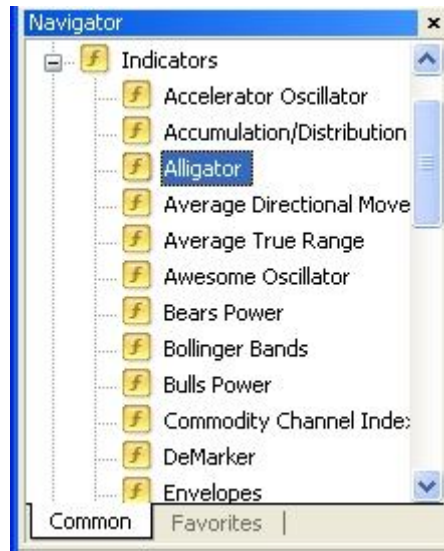 Navigator
Indicators
Accelerator Oscillator
Accumulation/Distribution
Alligator
Average Directional Move
Average True Range
Awesome Oscillator
Bears Power
Bollinger Bands
Bulls Power
Commodity Channel Inde
DeMarker
Envelopes
Common Favorites